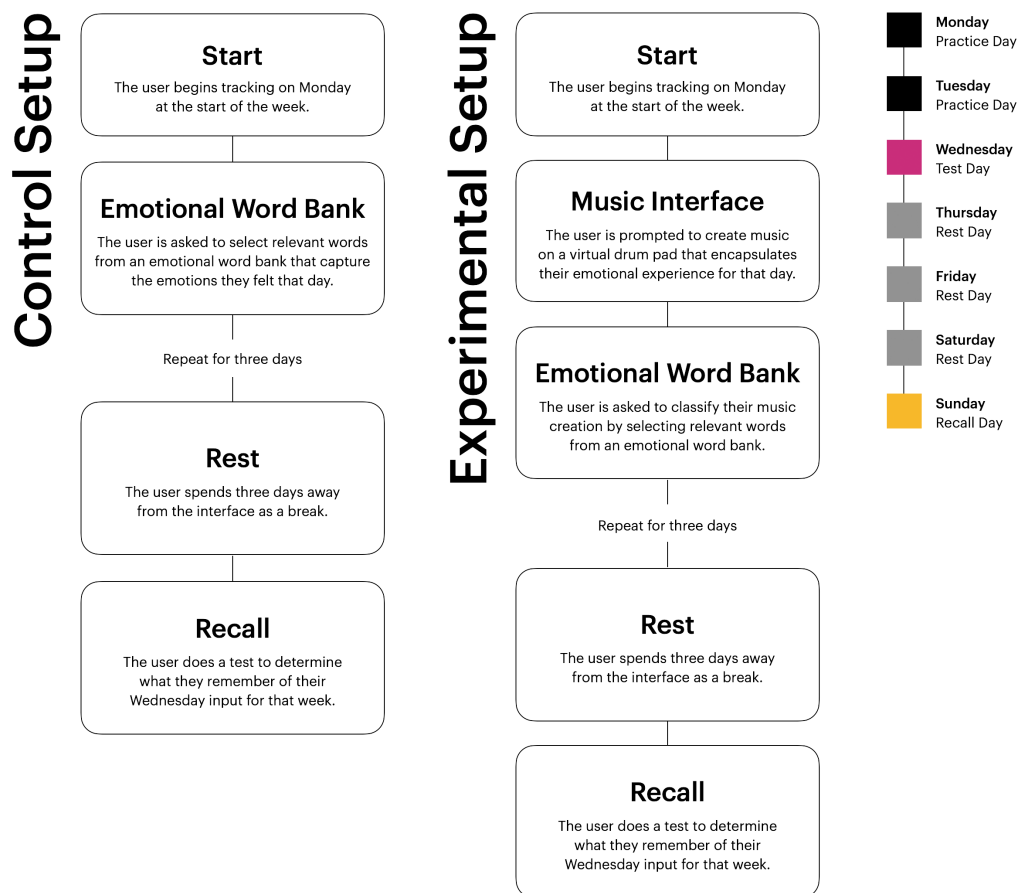 Control Setup
Start
The user begins tracking on Monday
at the start of the week.
Emotional Word Bank
The user is asked to select relevant words
from an emotional word bank that capture
the emotions they felt that day.
Repeat for three days
Rest
The user spends three days away
from the interface as a break.
Recall
The user does a test to determine
what they remember of their
Wednesday input for that week.
Experimental Setup
Start
The user begins tracking on Monday
at the start of the week.
Music Interface
The user is prompted to create music
on a virtual drum pad that encapsulates
their emotional experience for that day.
Emotional Word Bank
The user is asked to classify their music
creation by selecting relevant words
from an emotional word bank.
Repeat for three days
Rest
The user spends three days away
from the interface as a break.
Recall
The user does a test to determine
what they remember of their
Wednesday input for that week.
Monday
Practice Day
Tuesday
Practice Day
Wednesday
Test Day
Thursday
Rest Day
Friday
Rest Day
Saturday
Rest Day
Sunday
Recall Day